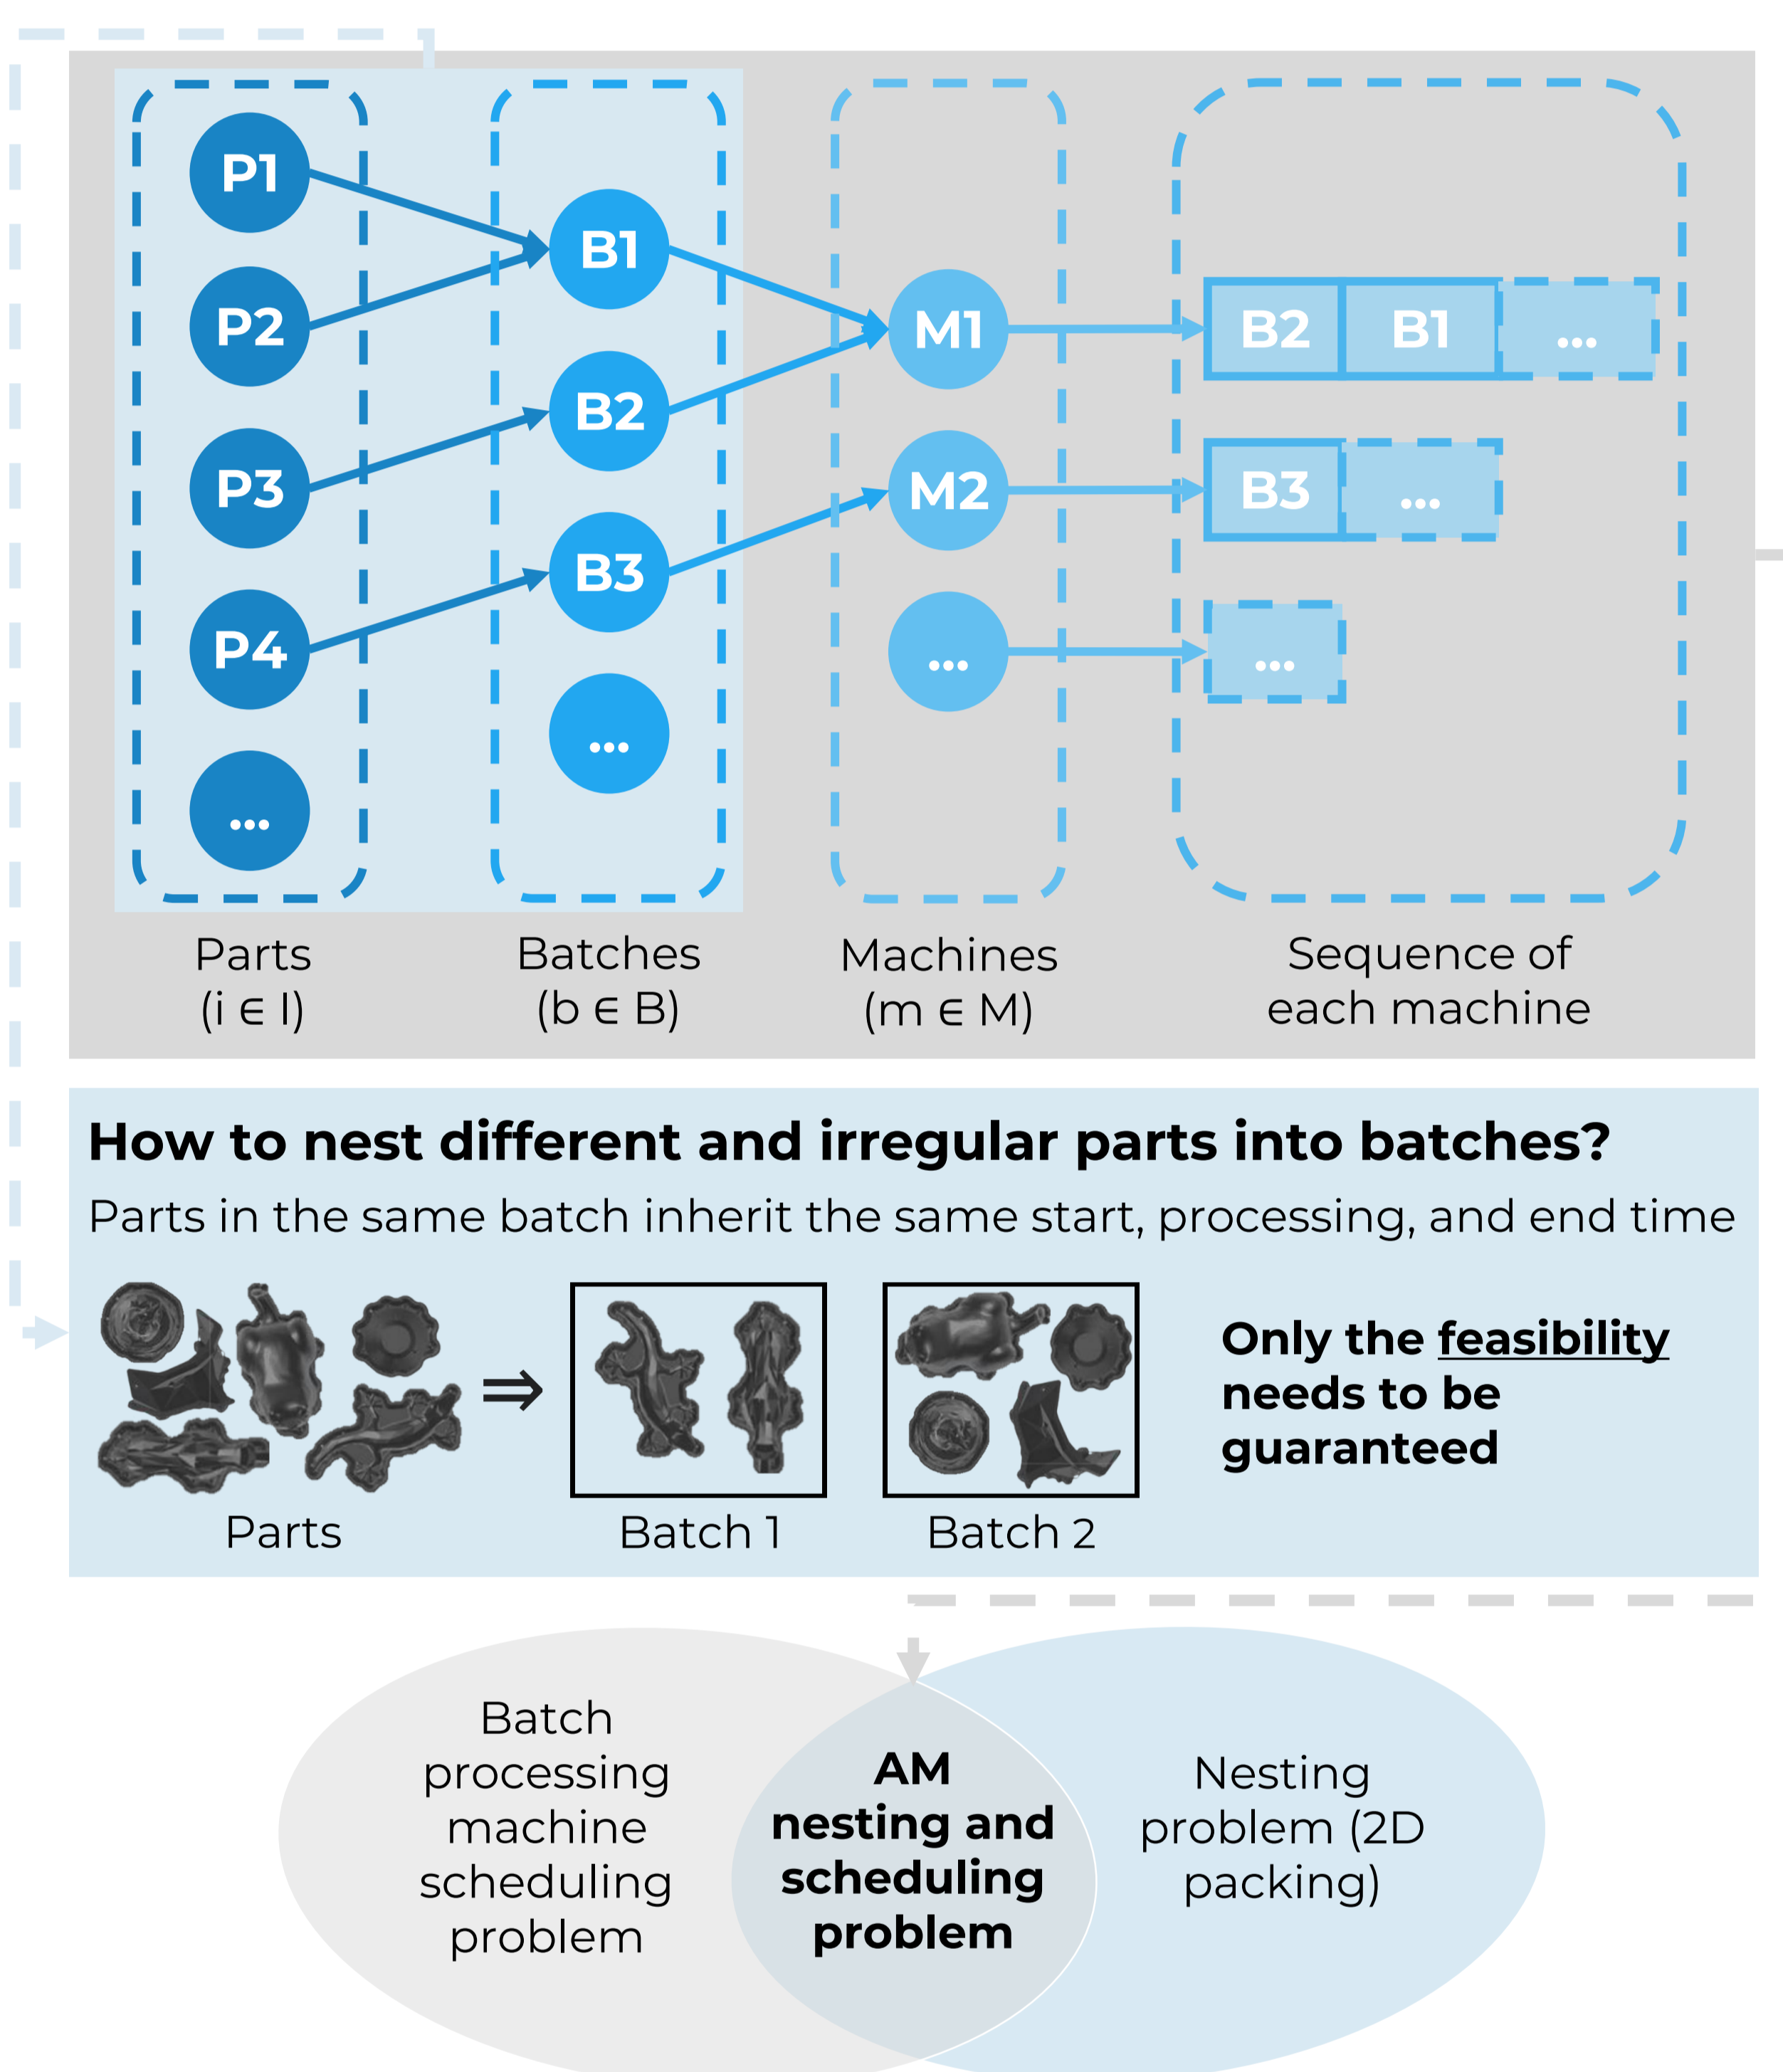 P1
P2
P3
P4
...
B1
B2
B3
...
M1
M2
...
B2 B1 ...
B3 ...
...
Parts
(i ∈ I)
Batches
(b ∈ B)
Machines
(m ∈ M)
Sequence of
each machine
How to nest different and irregular parts into batches?
Parts in the same batch inherit the same start, processing, and end time
⇒
Only the feasibility
needs to be
guaranteed
Parts
Batch 1
Batch 2
Batch
processing
machine
scheduling
problem
AM
nesting and
scheduling
problem
Nesting
problem (2D
packing)